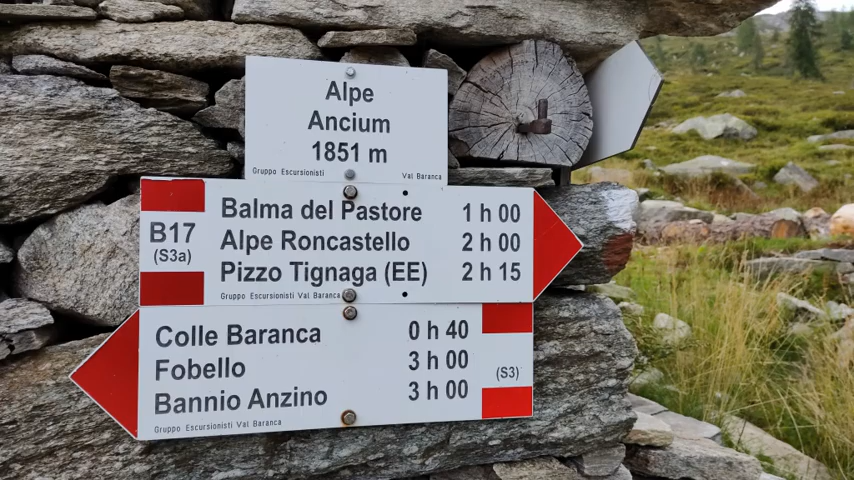 Alpe
Ancium
1851 m
Gruppo Escursionisti Val Baranca
B17
(S3a)
Balma del Pastore 1 h 00
Alpe Roncastello 2 h 00
Pizzo Tignaga (EE) 2 h 15
Gruppo Escursionisti Val Baranca
Colle Baranca 0 h 40
Fobello 3 h 00
Bannio Anzino 3 h 00
(S3)
Gruppo Escursionisti Val Baranca